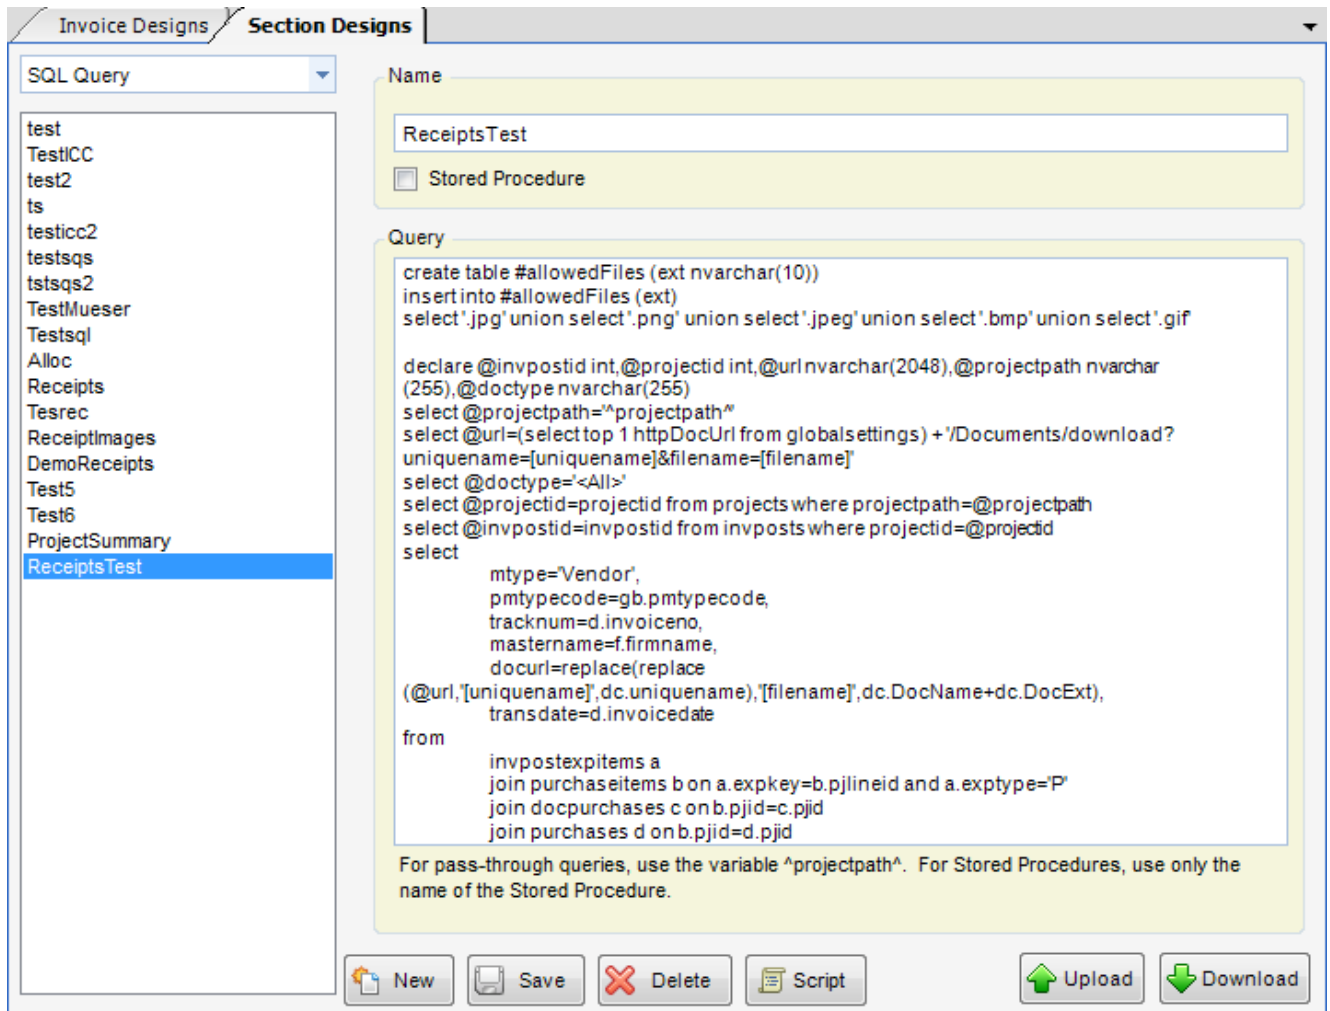 Invoice Designs
Section Designs
SQL Query
test
TestICC
test2
ts
testicc2
testsqs
tstsqs2
TestMueser
Testsql
Alloc
Receipts
Tesrec
ReceiptImages
DemoReceipts
Test5
Test6
ProjectSummary
ReceiptsTest
Name
ReceiptsTest
Stored Procedure
Query
create table #allowedFiles (ext nvarchar(10))
insert into #allowedFiles (ext)
select '.jpg' union select '.png' union select '.jpeg' union select '.bmp' union select '.gif'
declare @invpostid int,@projectid int,@url nvarchar(2048),@projectpath nvarchar
(255),@doctype nvarchar(255)
select @projectpath='^projectpath^'
select @url=(select top 1 httpDocUrl from globalsettings) + '/Documents/download?
uniquename=[uniquename]&filename=[filename]'
select @doctype='<All>'
select @projectid=projectid from projects where projectpath=@projectpath
select @invpostid=invpostid from invposts where projectid=@projectid
select
mtype='Vendor',
pmtypecode=gb.pmtypecode,
tracknum=d.invoiceno,
mastername=f.firmname,
docurl=replace(replace
(@url,'[uniquename]',dc.uniquename),'[filename]',dc.DocName+dc.DocExt),
transdate=d.invoicedate
from
invpostexpitems a
join purchaseitems b on a.expkey=b.pjlineid and a.exptype='P'
join docpurchases c on b.pjid=c.pjid
join purchases d on b.pjid=d.pjid
For pass-through queries, use the variable ^projectpath^. For Stored Procedures, use only the
name of the Stored Procedure.
New
Save
Delete
Script
Upload
Download